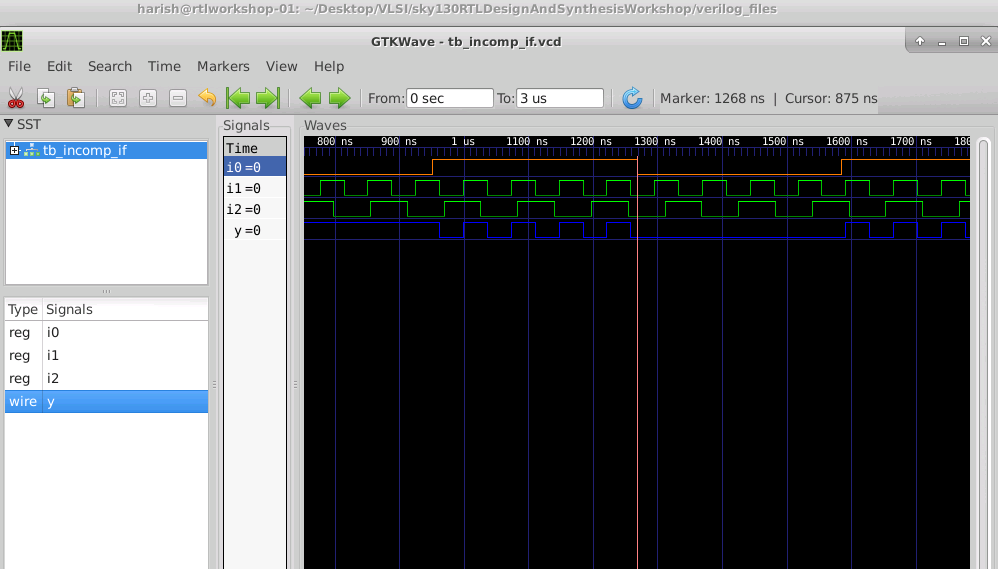 harish@rtlworkshop-01: ~/Desktop/VLSI/sky130RTLDesignAndSynthesisWorkshop/verilog_files
GTKWave - tb_incomp_if.vcd
File Edit Search Time Markers View Help
From: 0 sec To: 3 us Marker: 1268 ns | Cursor: 875 ns
SST
tb_incomp_if
Type Signals
reg i0
reg i1
reg i2
wire y
Signals
Time
i0 =0
i1 =0
i2 =0
y =0
Waves
800 ns 900 ns 1 us 1100 ns 1200 ns 1300 ns 1400 ns 1500 ns 1600 ns 1700 ns 180